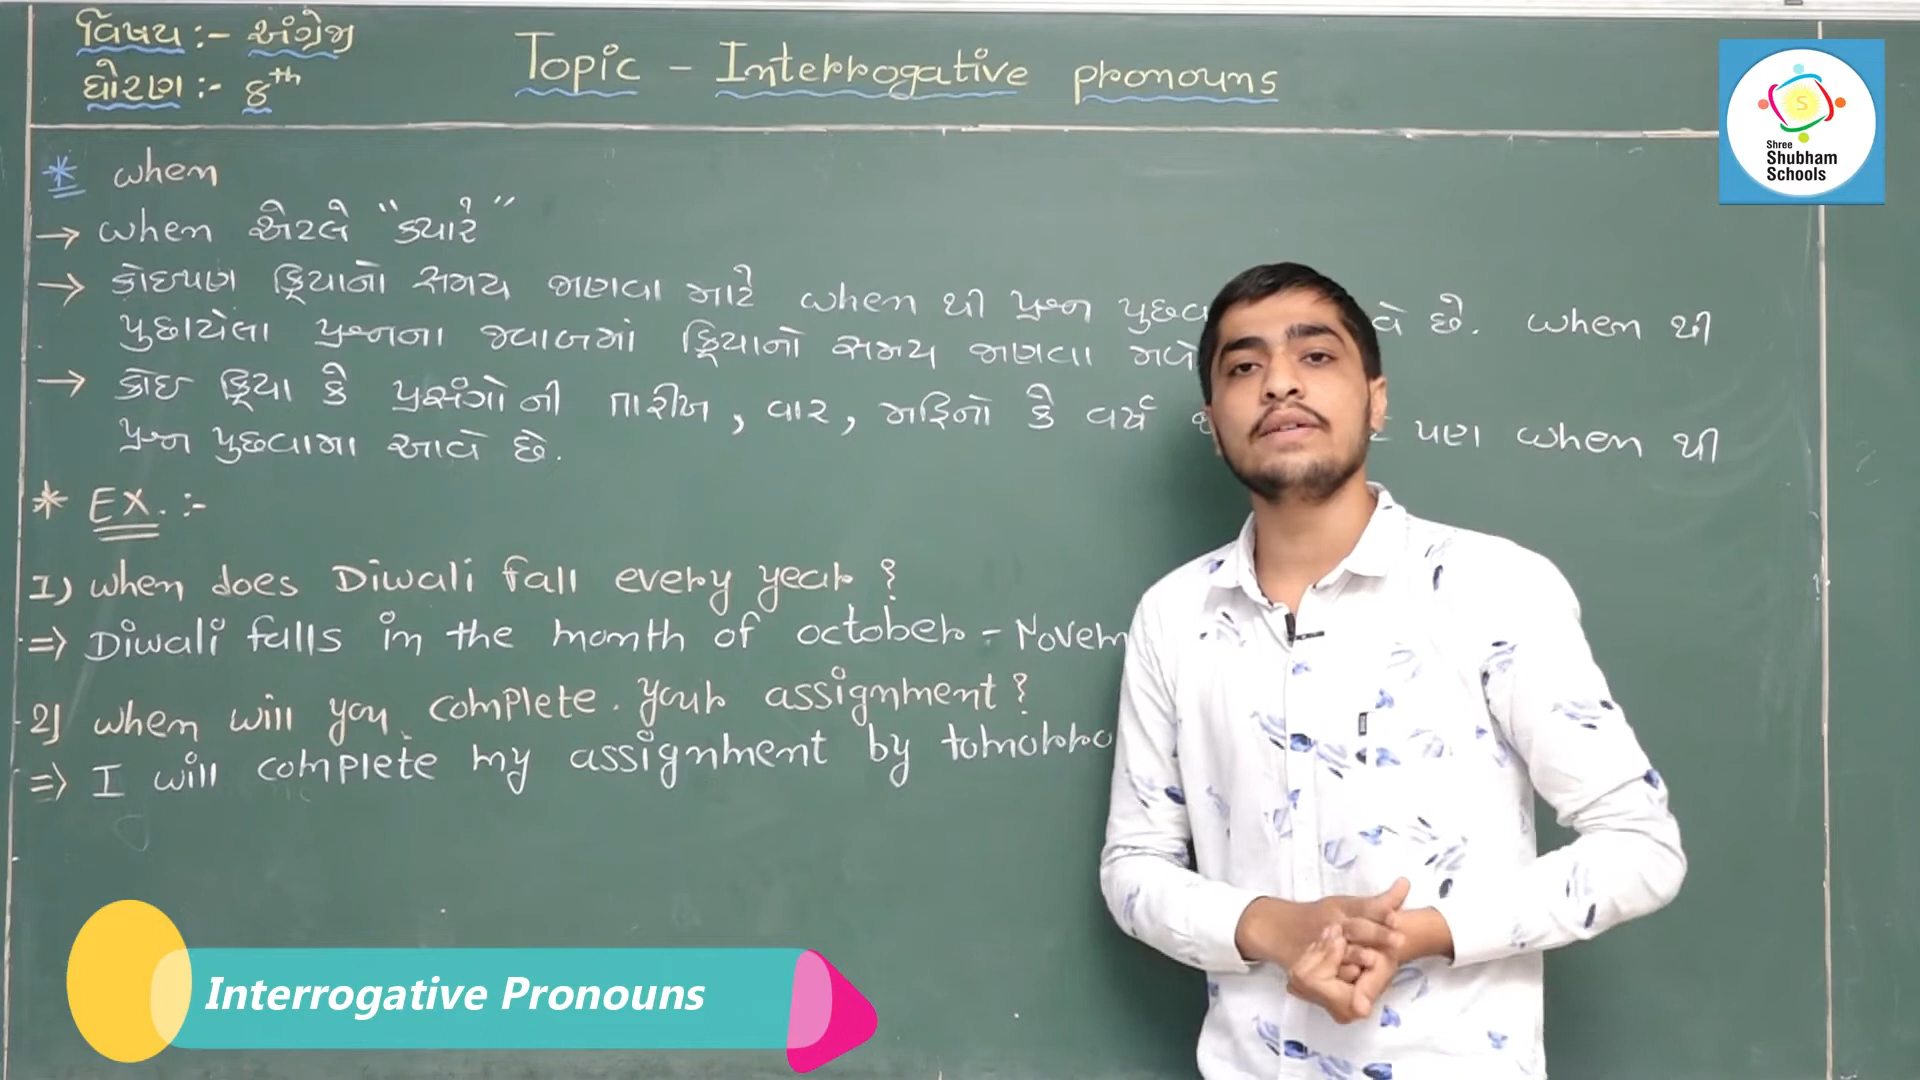 વિષય :- અંગ્રેજી
ધોરણ :- 8th
Topic - Interrogative pronouns
Shree
Shubham
Schools
* when
→ when એટલે "કયારે"
→ કોઇપણ ક્રિયાનો સમય જાણવા માટે when થી પ્રશ્ન છે. when થી
પુછાયેલા પ્રશ્નના જવાબમાં ક્રિયાનો સમય જાણવા
→ કોઇ ક્રિયા કે પ્રસંગોની તારીખ, વાર, મહિનો કે વર્ષ પણ when થી
પ્રશ્ન પુછવામા આવે છે.
* EX. :-
1) when does Diwali fall every year ?
=> Diwali falls in the month of october - Novem
2) when will you complete. your assignment ?
=> I will complete my assignment by tomorro
Interrogative Pronouns